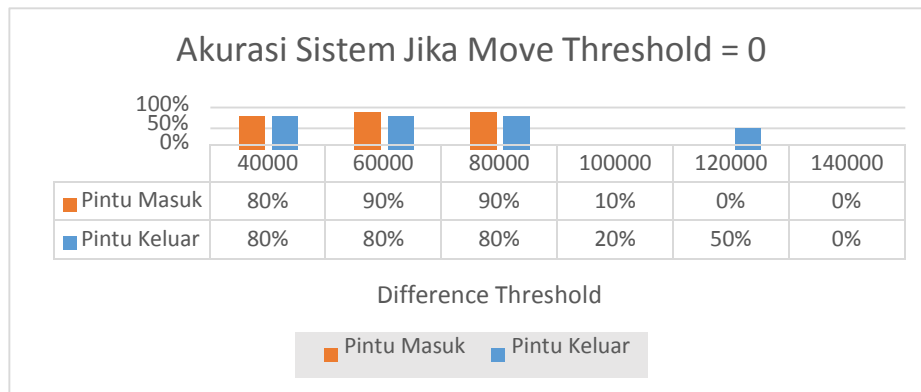 Akurasi Sistem Jika Move Threshold = 0
100%
50%
0%
40000 60000 80000 100000 120000 140000
Pintu Masuk 80% 90% 90% 10% 0% 0%
Pintu Keluar 80% 80% 80% 20% 50% 0%
Difference Threshold
Pintu Masuk Pintu Keluar